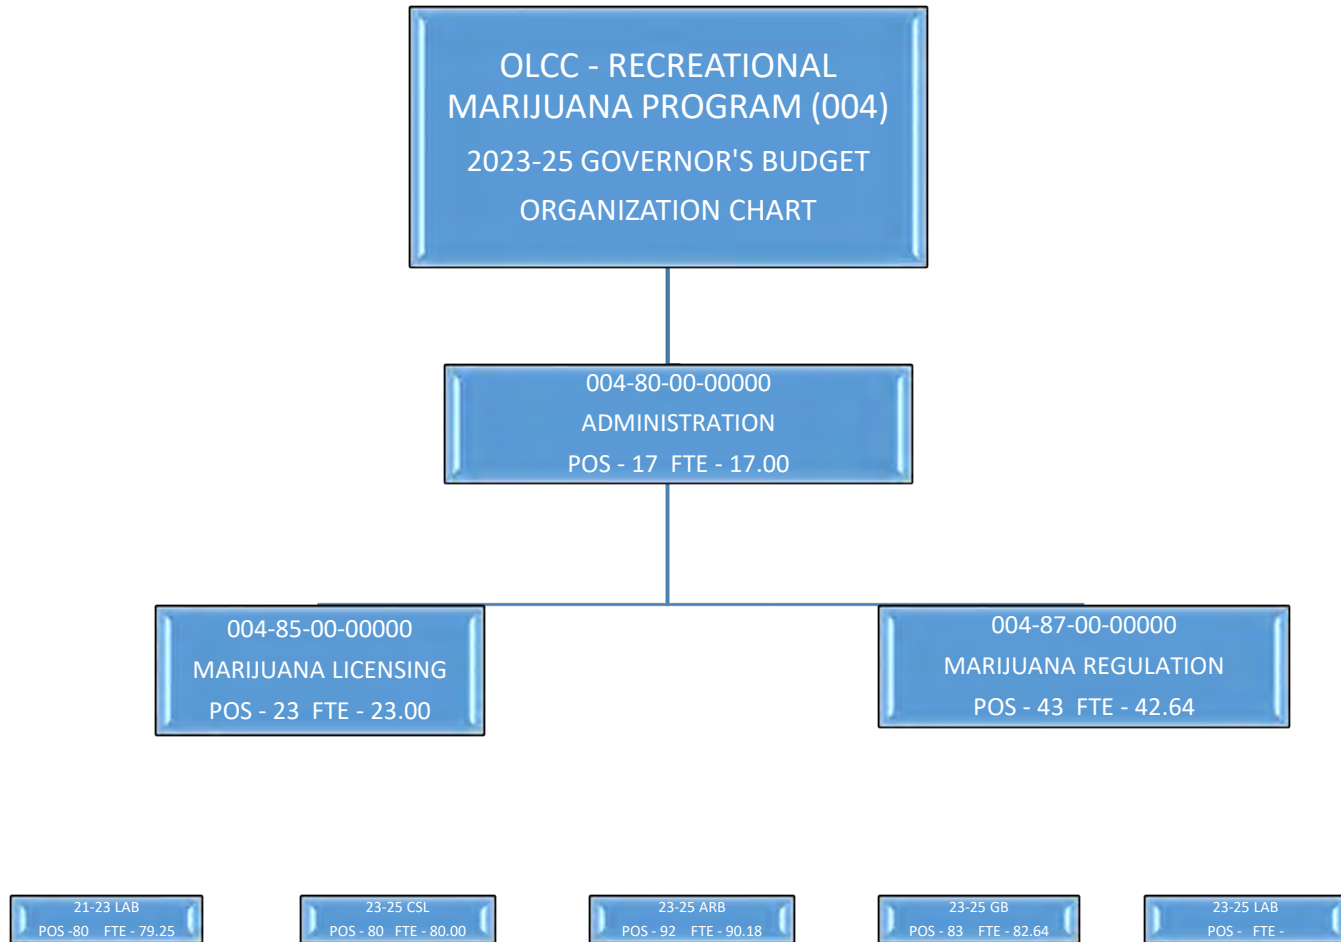 OLCC - RECREATIONAL
MARIJUANA PROGRAM (004)
2023-25 GOVERNOR'S BUDGET
ORGANIZATION CHART
004-80-00-00000
ADMINISTRATION
POS - 17 FTE - 17.00
004-85-00-00000
MARIJUANA LICENSING
POS - 23 FTE - 23.00
004-87-00-00000
MARIJUANA REGULATION
POS - 43 FTE - 42.64
21-23 LAB
POS -80 FTE - 79.25
23-25 CSL
POS - 80 FTE - 80.00
23-25 ARB
POS - 92 FTE - 90.18
23-25 GB
POS - 83 FTE - 82.64
23-25 LAB
POS - FTE -